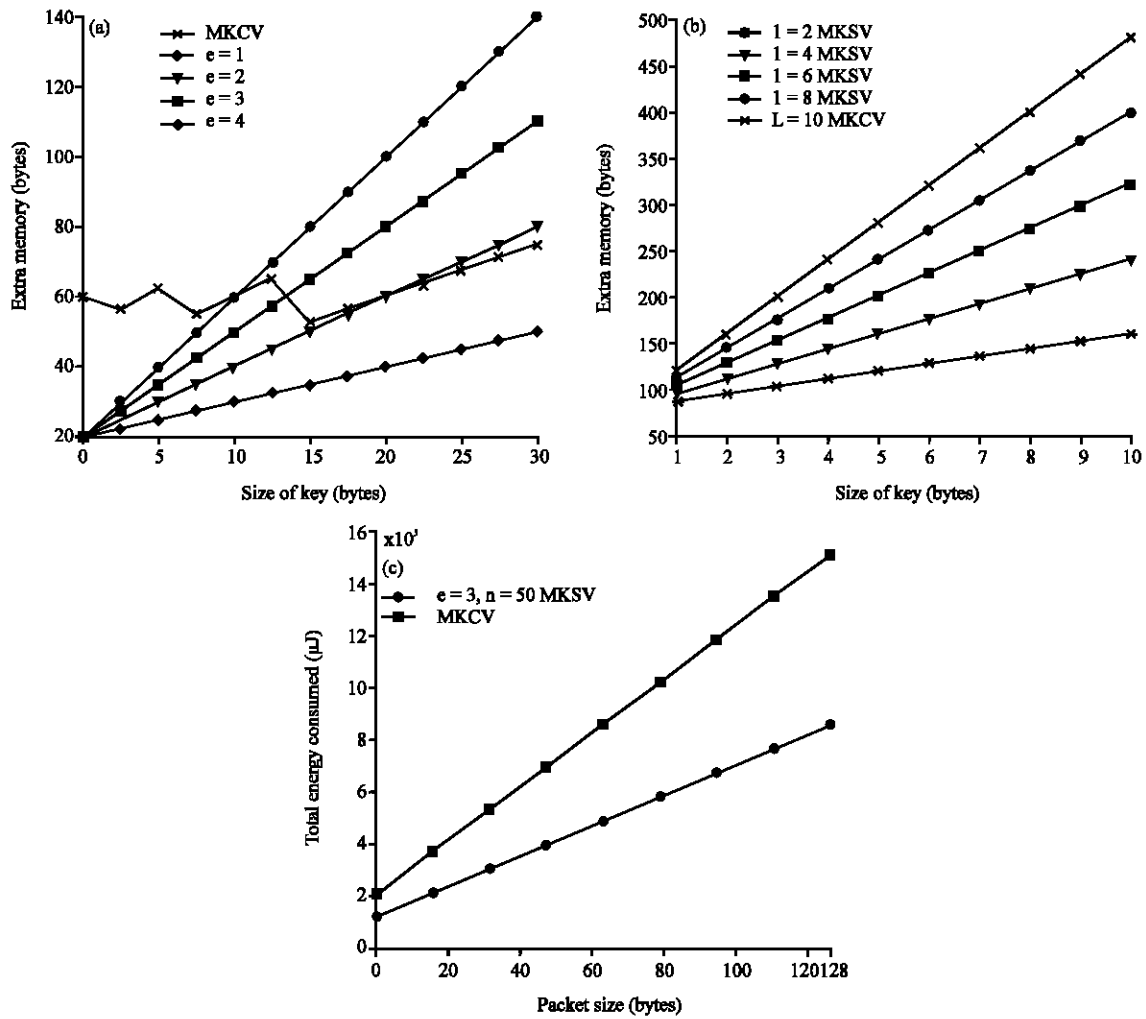 (a)
MKCV
e = 1
e = 2
e = 3
e = 4
140
120
100
80
60
40
20
0 5 10 15 20 25 30
Extra memory (bytes)
Size of key (bytes)
(b)
1 = 2 MKSV
1 = 4 MKSV
1 = 6 MKSV
1 = 8 MKSV
L = 10 MKCV
500
450
400
350
300
250
200
150
100
50
1 2 3 4 5 6 7 8 9 10
Extra memory (bytes)
Size of key (bytes)
x10³
(c)
e = 3, n = 50 MKSV
MKCV
16
14
12
10
8
6
4
2
0
0 20 40 60 80 100 120 128
Total energy consumed (µJ)
Packet size (bytes)